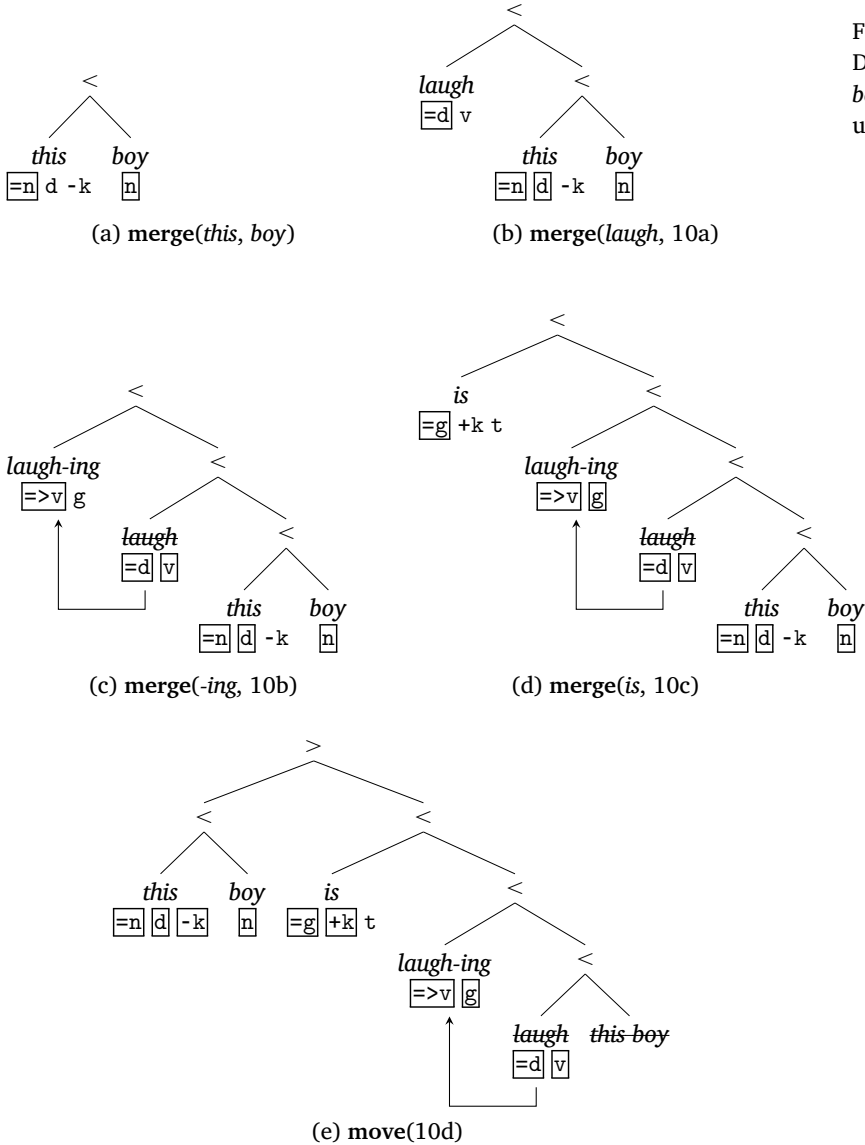 <
this boy
=n d -k n
(a) merge(this, boy)
<
laugh <
=d v
this boy
=n d -k n
(b) merge(laugh, 10a)
F
D
u
<
laugh-ing <
=>v g
laugh <
=d v
this boy
=n d -k n
(c) merge(-ing, 10b)
<
is <
=g +k t
laugh-ing <
=>v g
laugh <
=d v
this boy
=n d -k n
(d) merge(is, 10c)
>
< <
this boy is <
=n d -k n =g +k t
laugh-ing <
=>v g
laugh this boy
=d v
(e) move(10d)